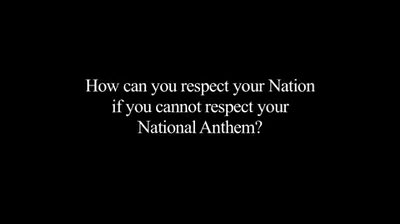 How can you respect your Nation
if you cannot respect your
National Anthem?